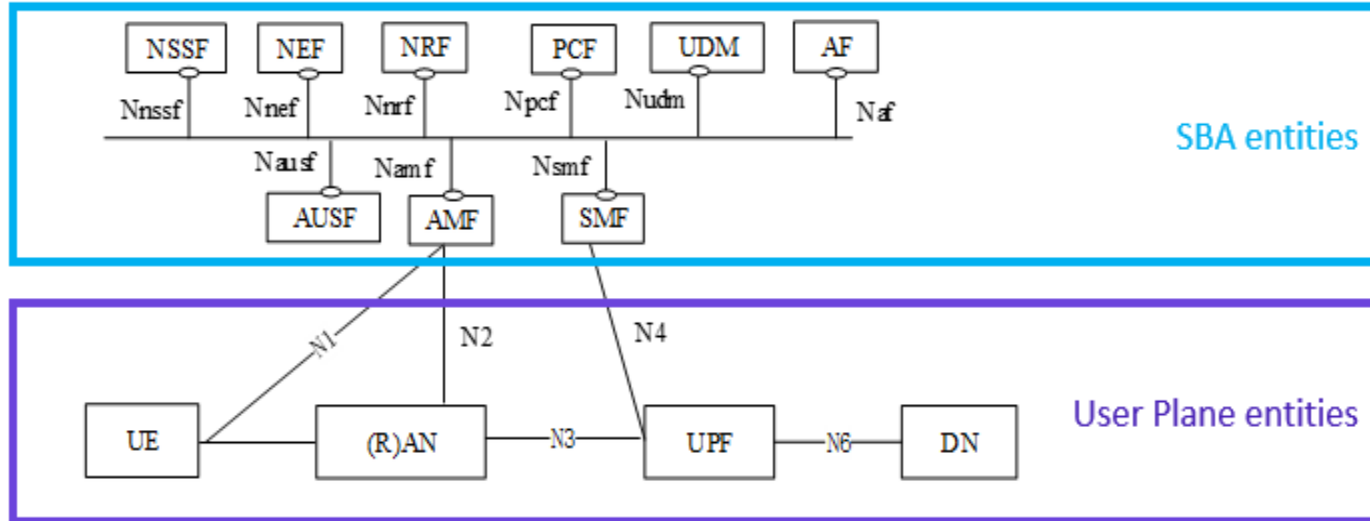 NSSF NEF NRF PCF UDM AF
Nnssf Nnef Nnrf Npcf Nudm Naf
SBA entities
Nausf Namf Nsmf
AUSF AMF SMF
N1 N2 N4
User Plane entities
UE (R)AN N3 UPF N6 DN